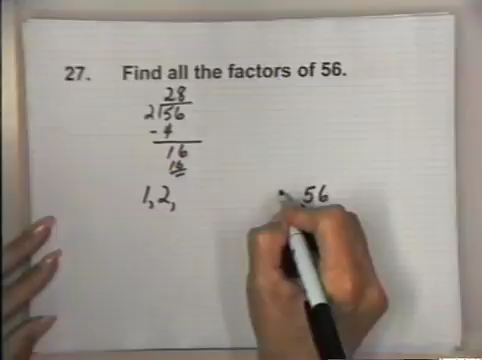 27. Find all the factors of 56.
28
2 56
- 4
16
16
1, 2, 56